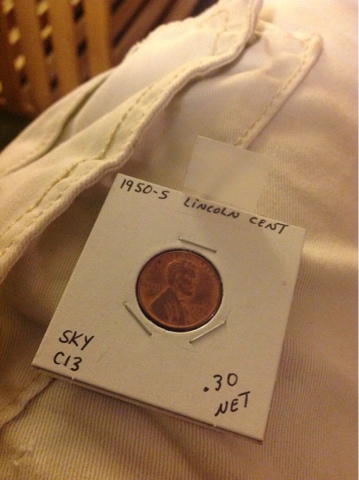 1950-S LINCOLN CENT
SKY
C13
.30
NET